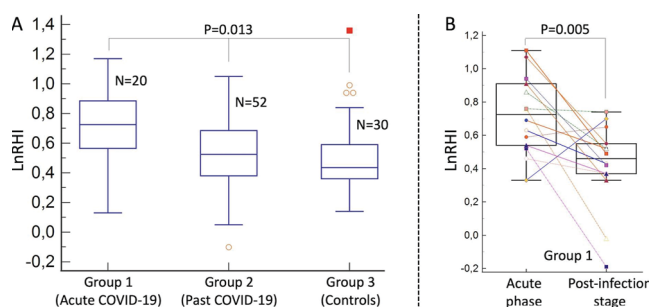 A
P=0.013
LnRHI
1,4
1,2
1,0
0,8
0,6
0,4
0,2
0,0
-0,2
N=20
N=52
N=30
Group 1
(Acute COVID-19)
Group 2
(Past COVID-19)
Group 3
(Controls)
B
P=0.005
LnRHI
1,4
1,2
1,0
0,8
0,6
0,4
0,2
0,0
-0,2
Group 1
Acute
phase
Post-infection
stage